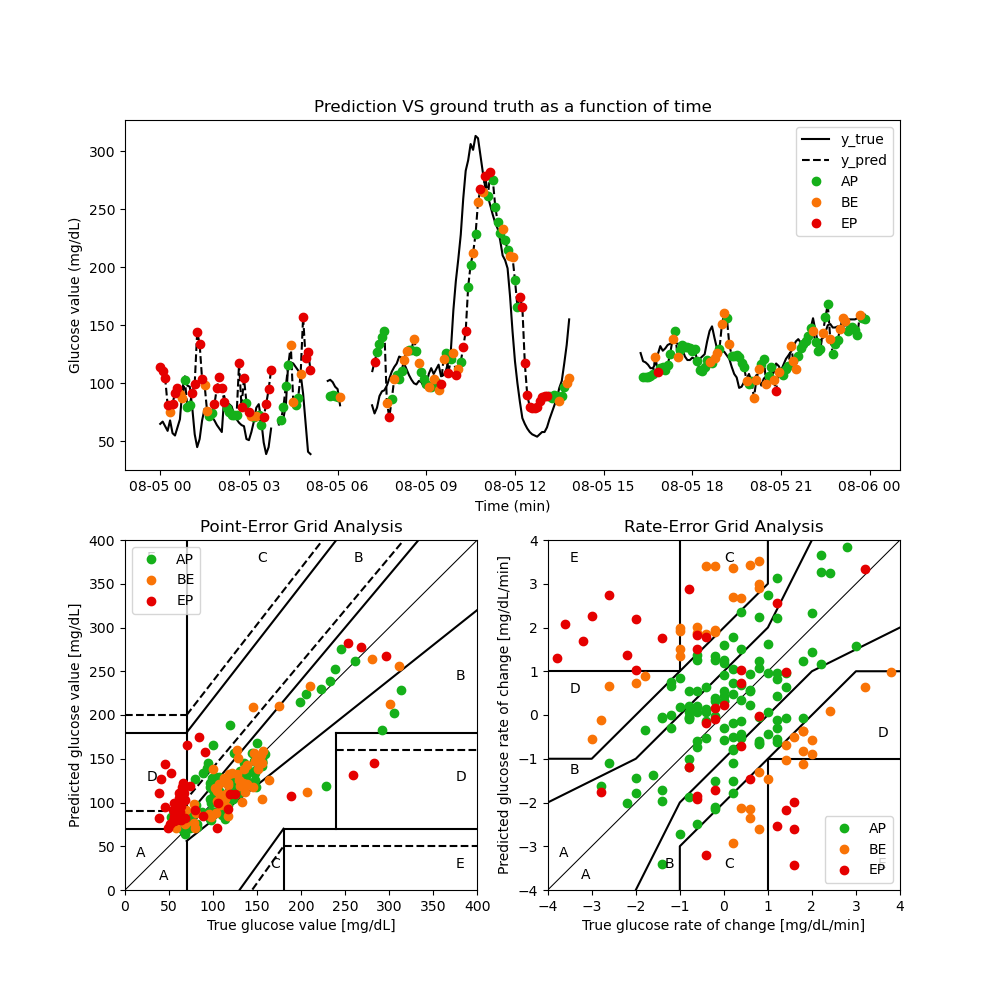 Prediction VS ground truth as a function of time
Glucose value (mg/dL)
300
250
200
150
100
50
y_true
y_pred
AP
BE
EP
08-05 00 08-05 03 08-05 06 08-05 09 08-05 12 08-05 15 08-05 18 08-05 21 08-06 00
Time (min)
Point-Error Grid Analysis
Predicted glucose value [mg/dL]
400
350
300
250
200
150
100
50
0
AP
BE
EP
E
C
B
B
D
D
A
A
C
E
0 50 100 150 200 250 300 350 400
True glucose value [mg/dL]
Rate-Error Grid Analysis
Predicted glucose rate of change [mg/dL/min]
4
3
2
1
0
−1
−2
−3
−4
E
C
D
D
B
A
A
B
C
E
AP
BE
EP
−4 −3 −2 −1 0 1 2 3 4
True glucose rate of change [mg/dL/min]